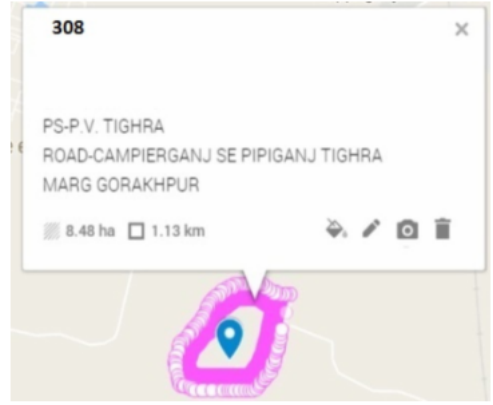 308
PS-P.V. TIGHRA
ROAD-CAMPIERGANJ SE PIPIGANJ TIGHRA
MARG GORAKHPUR
8.48 ha 1.13 km